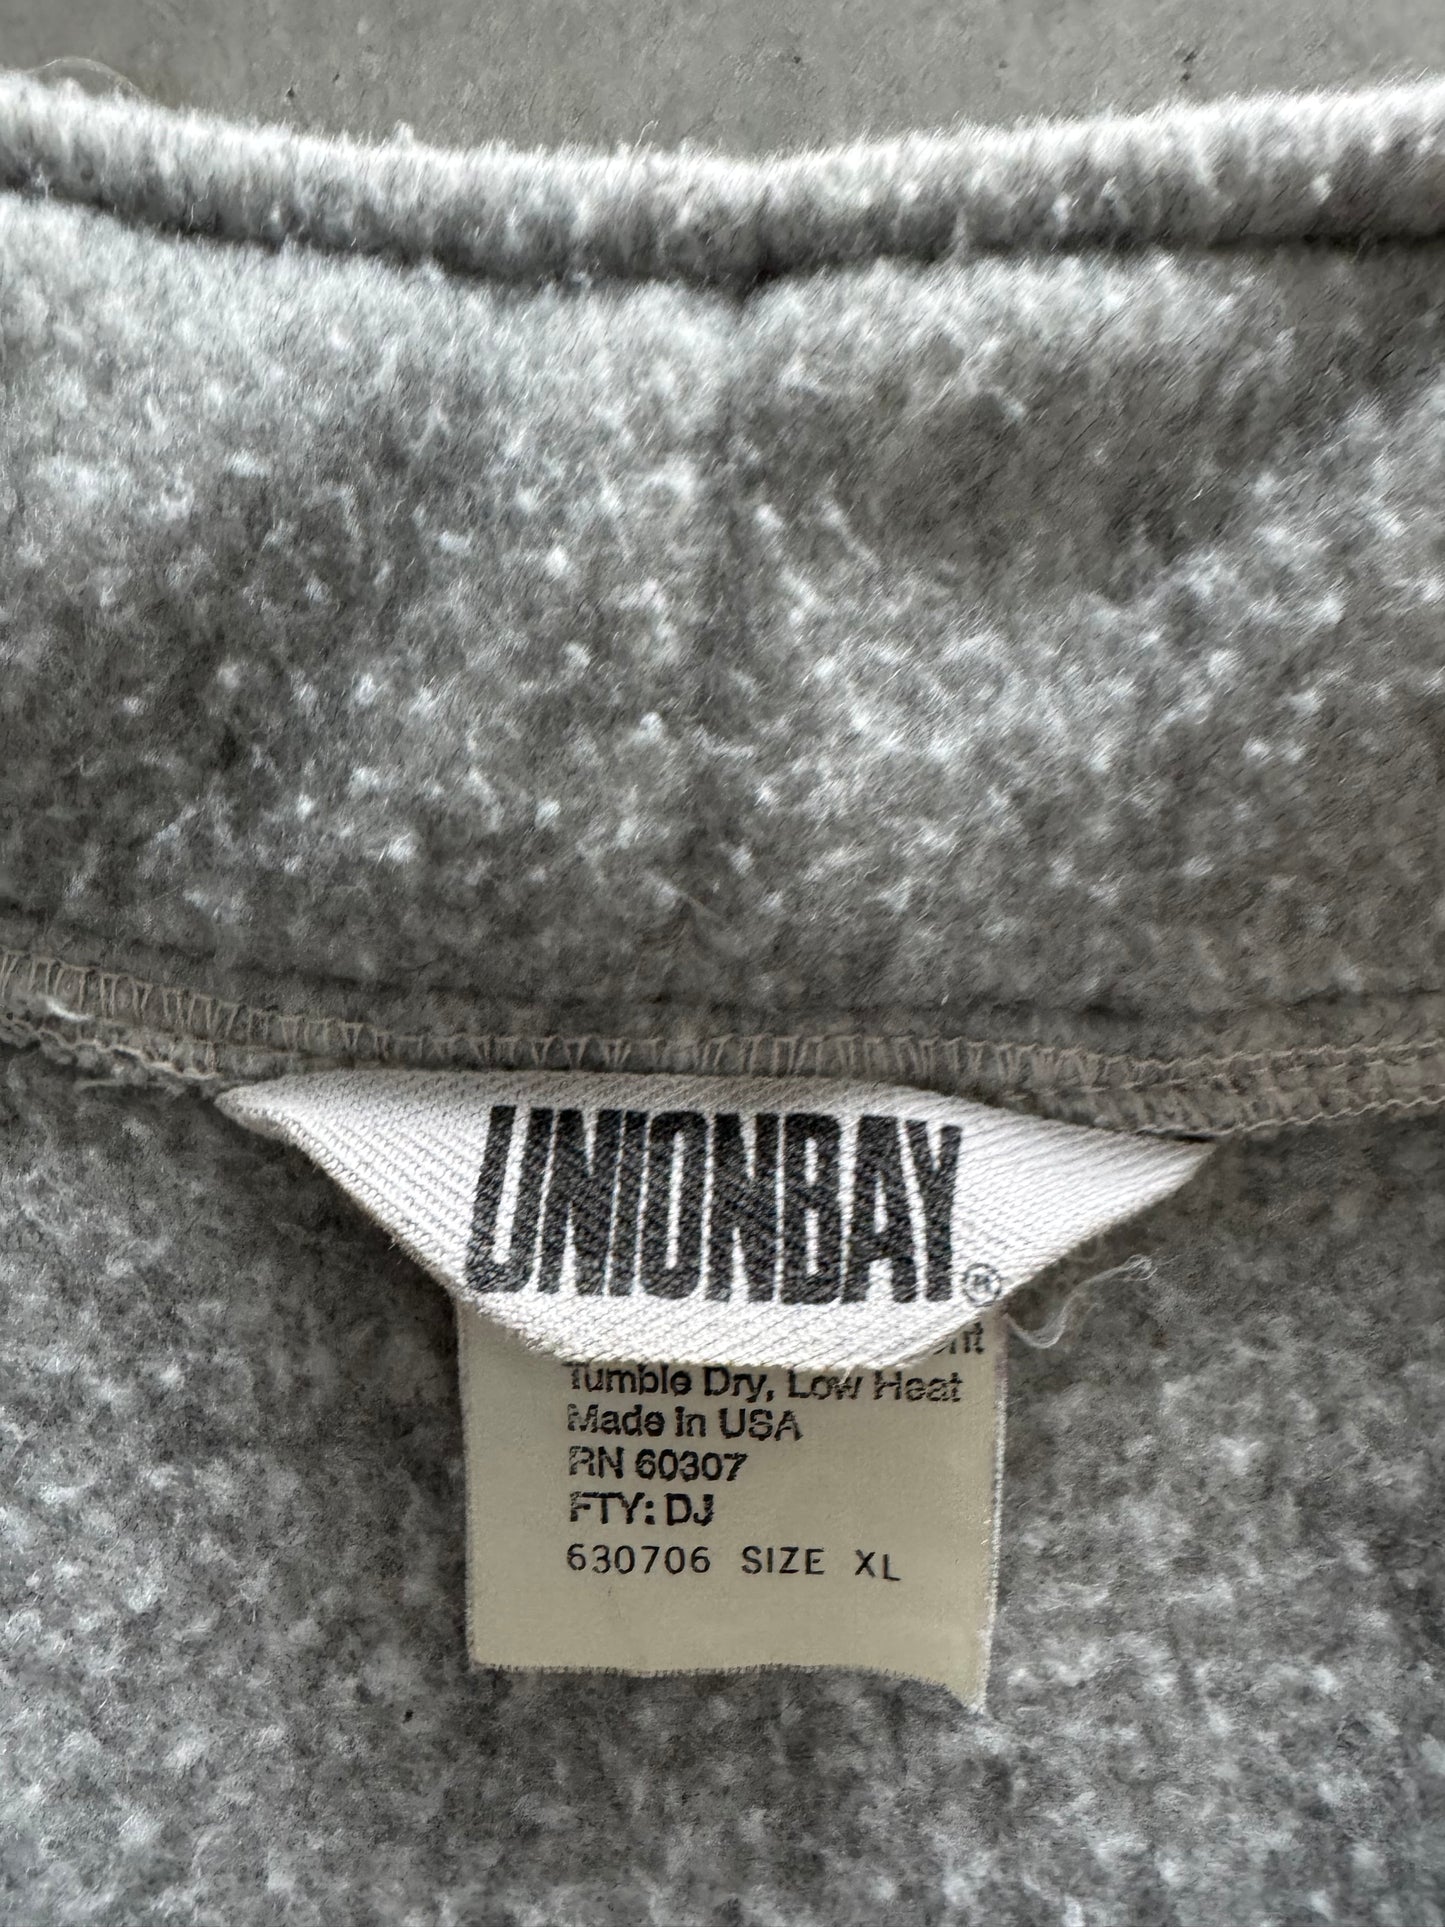 UNIONBAY®
Tumble Dry, Low Heat
Made in USA
RN 60307
FTY: DJ
630706 SIZE XL